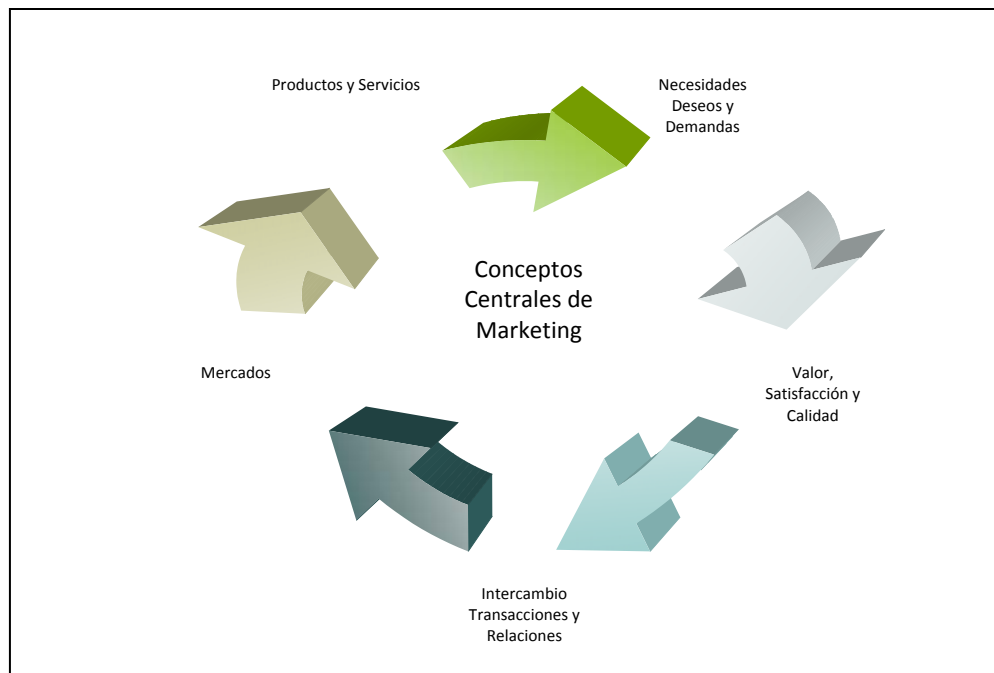 Productos y Servicios
Necesidades
Deseos y
Demandas
Conceptos
Centrales de
Marketing
Mercados
Valor,
Satisfacción y
Calidad
Intercambio
Transacciones y
Relaciones